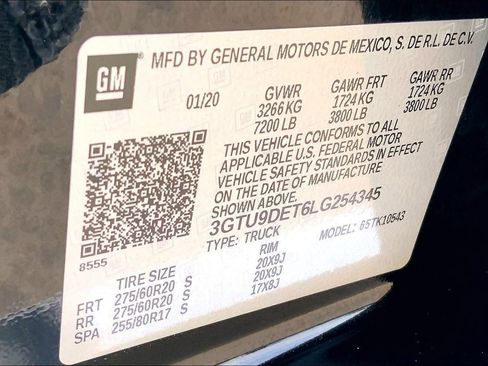 GM ® MFD BY GENERAL MOTORS DE MEXICO, S. DE R.L. DE C.V.
01/20 GVWR GAWR FRT GAWR RR
3266 KG 1724 KG 1724 KG
7200 LB 3800 LB 3800 LB
THIS VEHICLE CONFORMS TO ALL
APPLICABLE U.S. FEDERAL MOTOR
VEHICLE SAFETY STANDARDS IN EFFECT
ON THE DATE OF MANUFACTURE
SHOWN ABOVE.
3GTU9DET6LG254345
TYPE: TRUCK MODEL: 65TK10543
8555
TIRE SIZE RIM
FRT 275/60R20 S 20X9J
RR 275/60R20 S 20X9J
SPA 255/80R17 S 17X8J